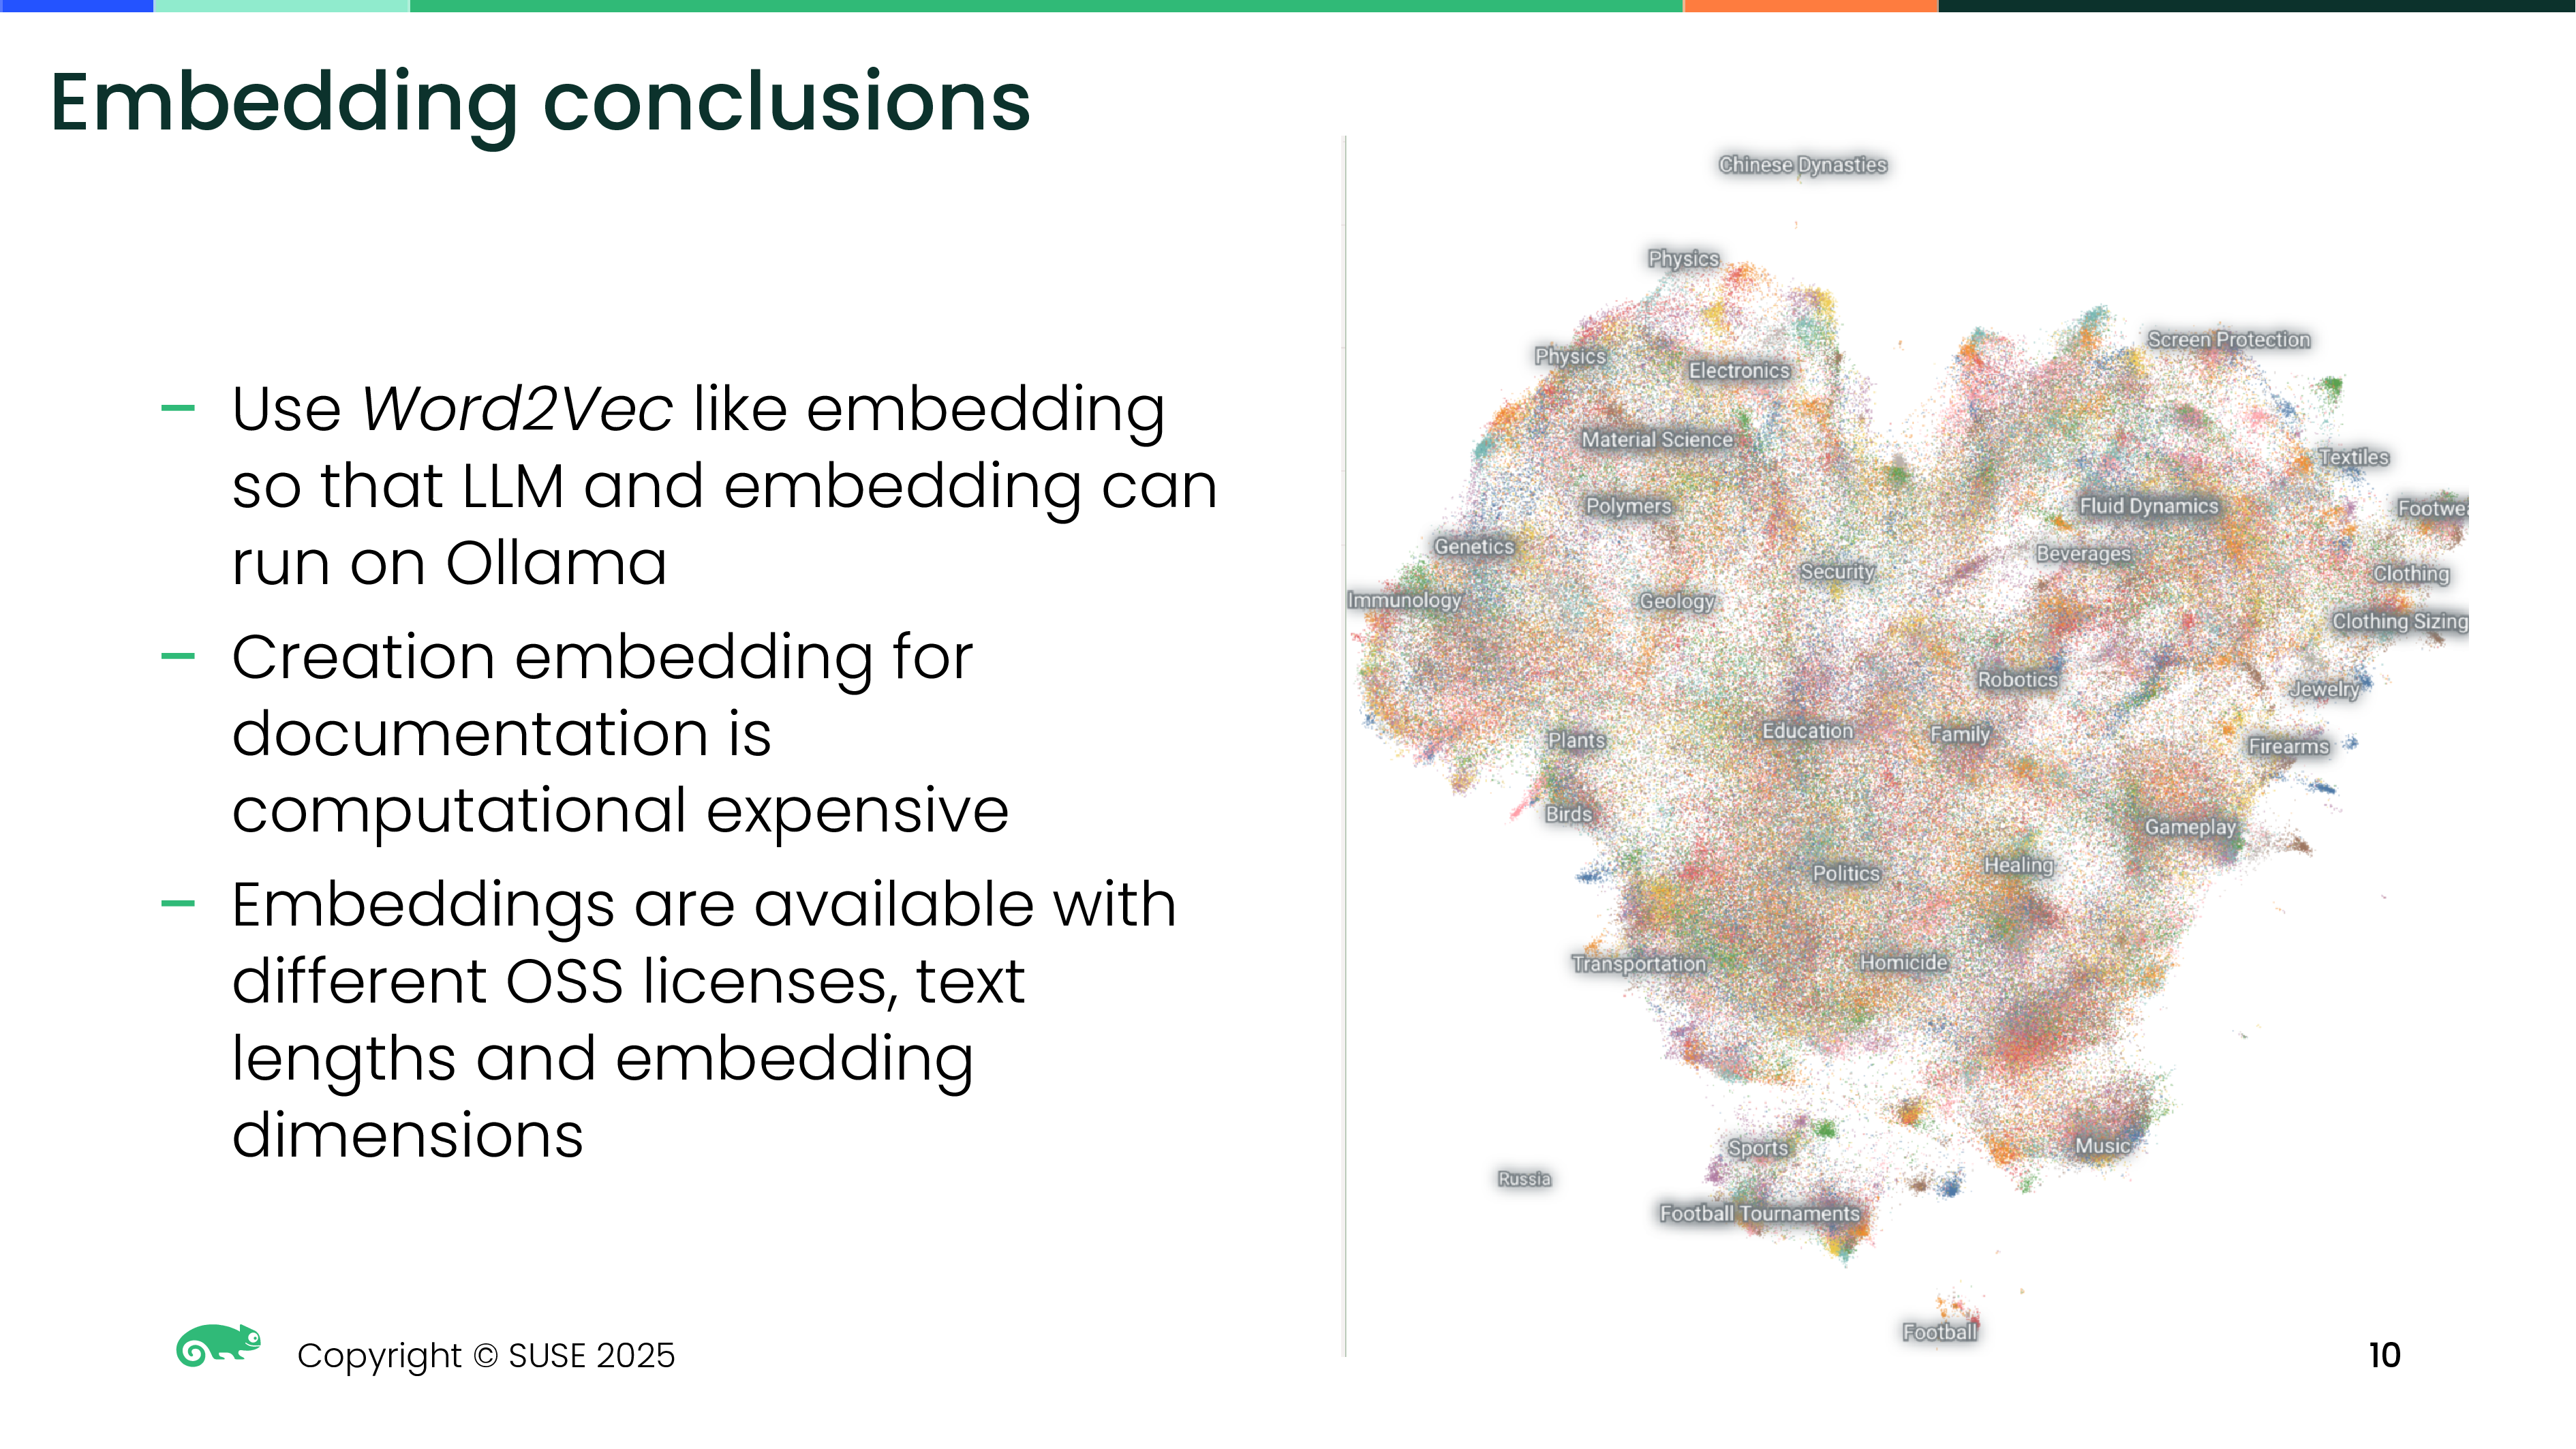 Embedding conclusions
– Use Word2Vec like embedding
so that LLM and embedding can
run on Ollama
– Creation embedding for
documentation is
computational expensive
– Embeddings are available with
different OSS licenses, text
lengths and embedding
dimensions
Chinese Dynasties
Physics
Screen Protection
Physics
Electronics
Material Science
Textiles
Polymers
Fluid Dynamics
Footwea
Genetics
Beverages
Security
Clothing
Immunology
Geology
Clothing Sizing
Robotics
Jewelry
Education
Family
Plants
Firearms
Birds
Gameplay
Politics
Healing
Transportation
Homicide
Sports
Music
Russia
Football Tournaments
Football
Copyright © SUSE 2025
10